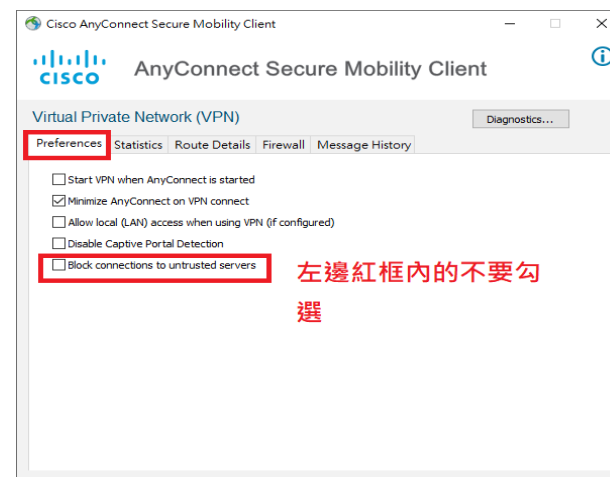 Cisco AnyConnect Secure Mobility Client
CISCO
AnyConnect Secure Mobility Client
Virtual Private Network (VPN)
Diagnostics...
Preferences Statistics Route Details Firewall Message History
Start VPN when AnyConnect is started
Minimize AnyConnect on VPN connect
Allow local (LAN) access when using VPN (if configured)
Disable Captive Portal Detection
Block connections to untrusted servers
左邊紅框內的不要勾
選